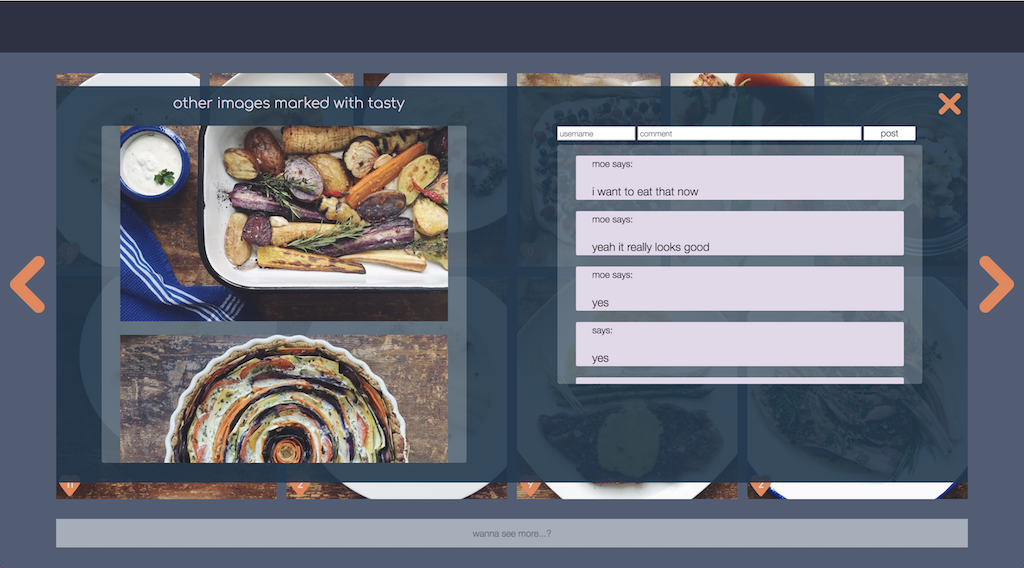 other images marked with tasty
username
comment
post
moe says:
i want to eat that now
moe says:
yeah it really looks good
moe says:
yes
says:
yes
11
2
9
2
wanna see more...?